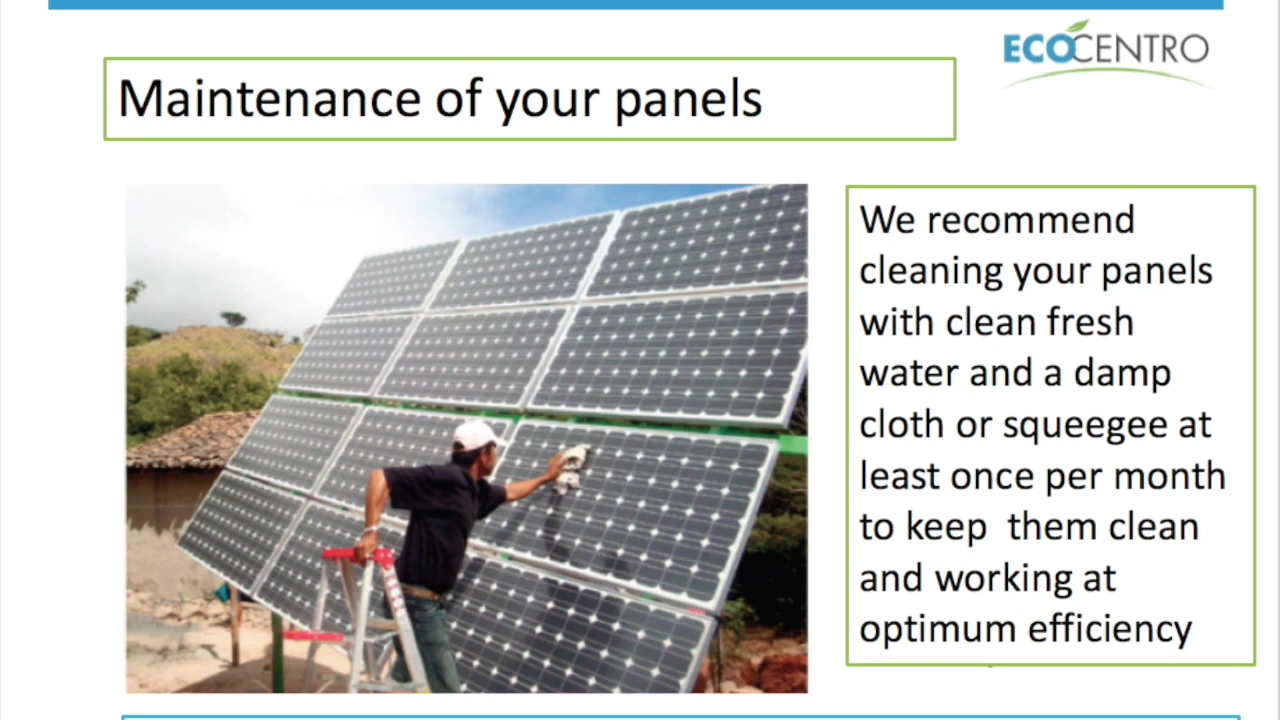 ECOCENTRO
Maintenance of your panels
We recommend
cleaning your panels
with clean fresh
water and a damp
cloth or squeegee at
least once per month
to keep  them clean
and working at
optimum efficiency